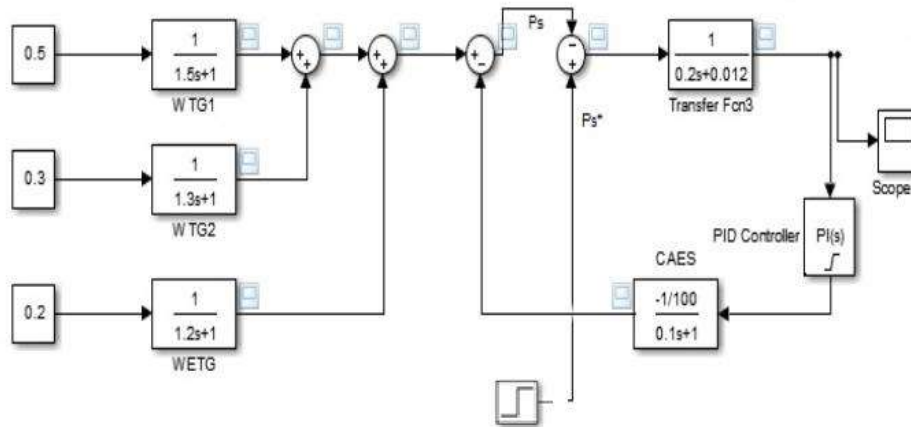 0.5
1
1.5s+1
W TG1
+
+
+
+
+
−
Ps
−
+
1
0.2s+0.012
Transfer Fcn3
Ps*
0.3
1
1.3s+1
W TG2
Scope
PID Controller
PI(s)
CAES
-1/100
0.1s+1
0.2
1
1.2s+1
WETG